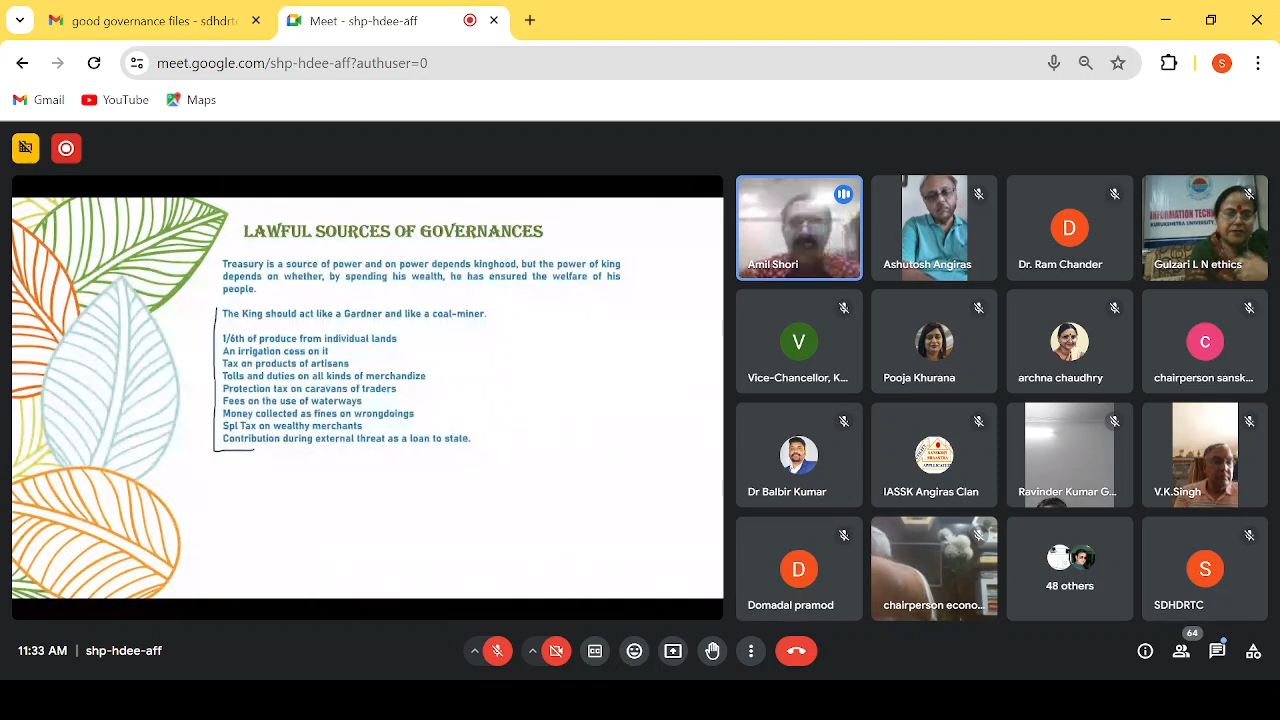 good governance files - sdhdrt
Meet - shp-hdee-aff
meet.google.com/shp-hdee-aff?authuser=0
S
Gmail
YouTube
Maps
LAWFUL SOURCES OF GOVERNANCES
Treasury is a source of power and on power depends kinghood, but the power of king
depends on whether, by spending his wealth, he has ensured the welfare of his
people.
The King should act like a Gardner and like a coal-miner.
1/6th of produce from individual lands
An irrigation cess on it
Tax on products of artisans
Tolls and duties on all kinds of merchandize
Protection tax on caravans of traders
Fees on the use of waterways
Money collected as fines on wrongdoings
Spl Tax on wealthy merchants
Contribution during external threat as a loan to state.
Amil Shori
Ashutosh Angiras
D
Dr. Ram Chander
INFORMATION TECHN
KURUKSHETRA UNIVERSITY
Gulzari L N ethics
V
Vice-Chancellor, K...
Pooja Khurana
archna chaudhry
c
chairperson sansk...
Dr Balbir Kumar
SANSKRIT
SHAASTRA
IASSK Angiras Clan
Ravinder Kumar G...
V.K.Singh
D
Domadal pramod
chairperson econo...
48 others
S
SDHDRTC
11:33 AM | shp-hdee-aff
64